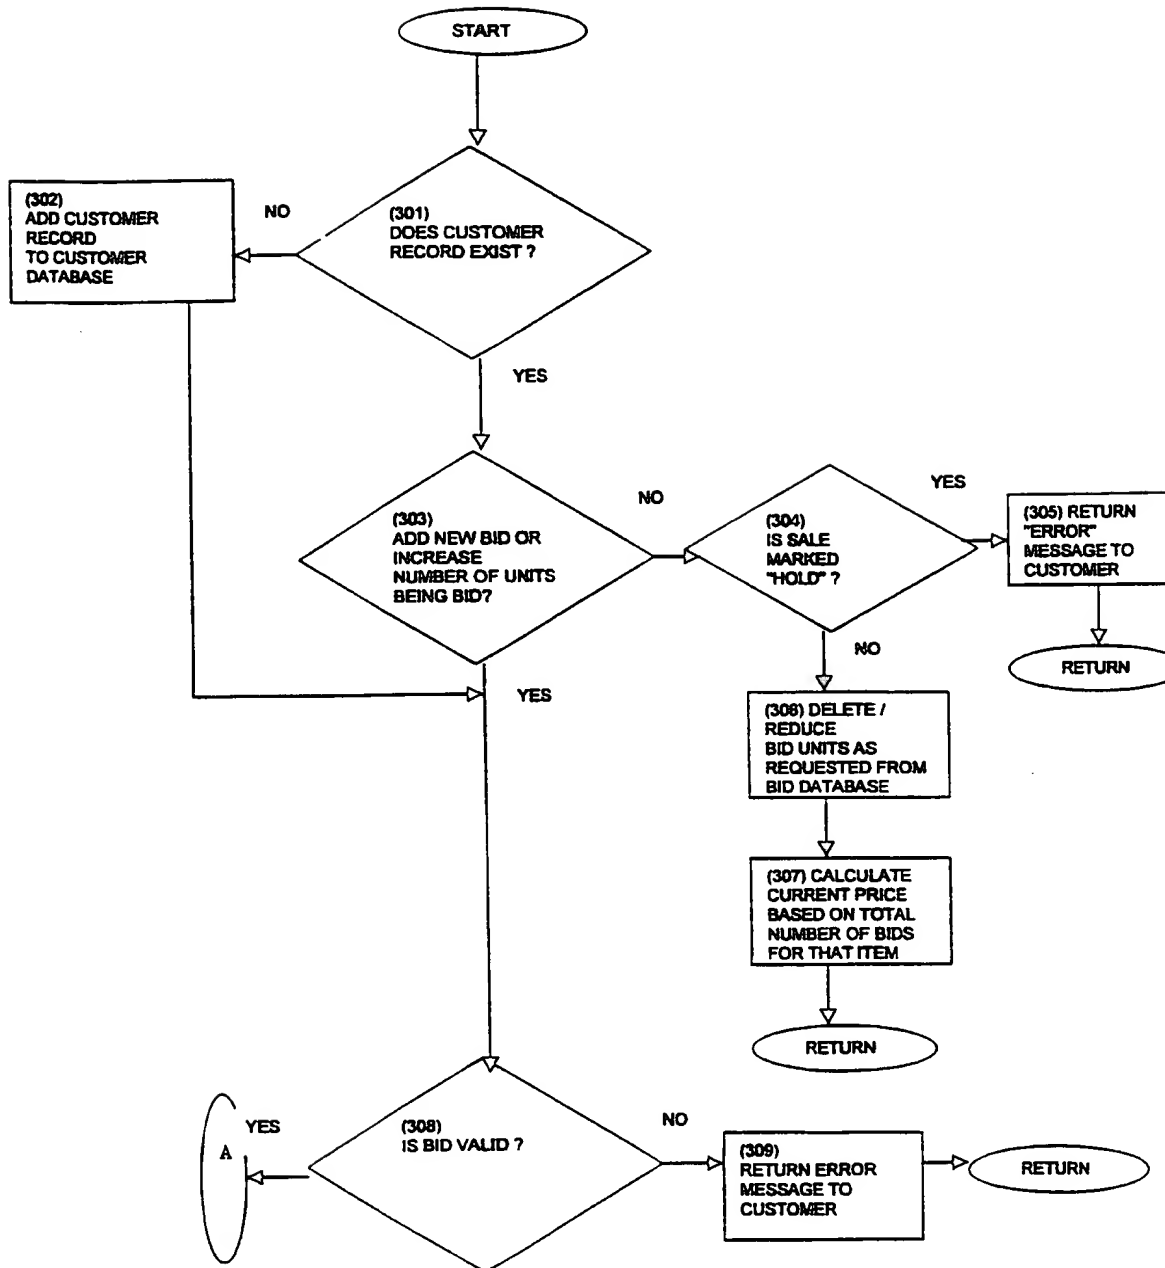 START
(302)
ADD CUSTOMER
RECORD
TO CUSTOMER
DATABASE
NO
(301)
DOES CUSTOMER
RECORD EXIST ?
YES
(303)
ADD NEW BID OR
INCREASE
NUMBER OF UNITS
BEING BID?
NO
(304)
IS SALE
MARKED
"HOLD" ?
YES
(305) RETURN
"ERROR"
MESSAGE TO
CUSTOMER
RETURN
NO
YES
(306) DELETE /
REDUCE
BID UNITS AS
REQUESTED FROM
BID DATABASE
(307) CALCULATE
CURRENT PRICE
BASED ON TOTAL
NUMBER OF BIDS
FOR THAT ITEM
RETURN
A
YES
(308)
IS BID VALID ?
NO
(309)
RETURN ERROR
MESSAGE TO
CUSTOMER
RETURN